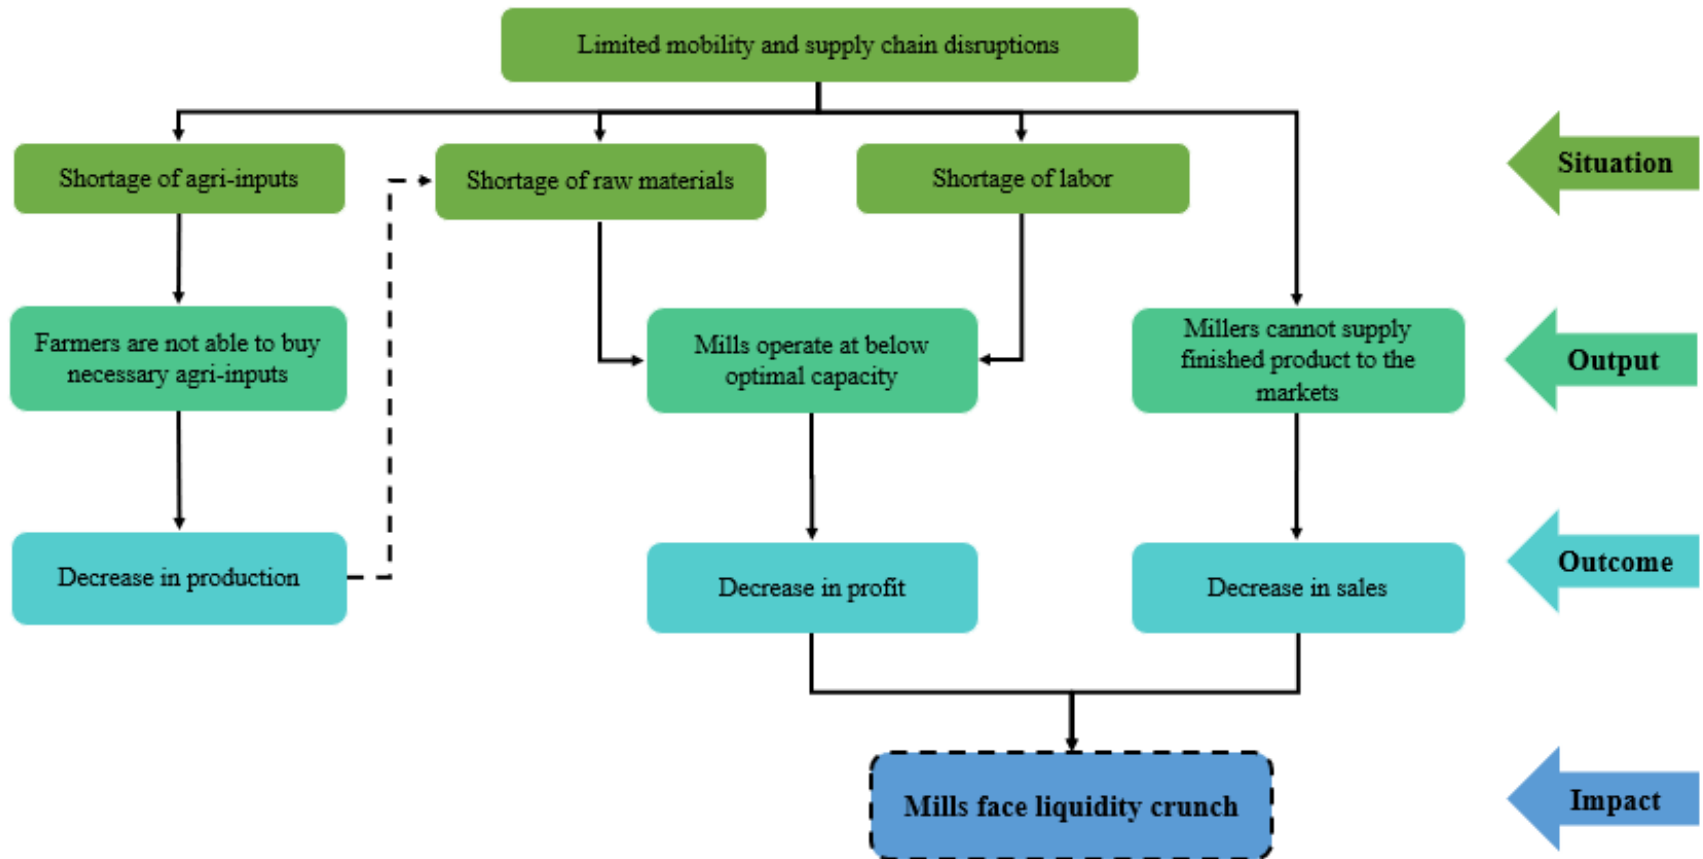 Limited mobility and supply chain disruptions
Shortage of agri-inputs
Shortage of raw materials
Shortage of labor
Situation
Farmers are not able to buy
necessary agri-inputs
Mills operate at below
optimal capacity
Millers cannot supply
finished product to the
markets
Output
Decrease in production
Decrease in profit
Decrease in sales
Outcome
Mills face liquidity crunch
Impact